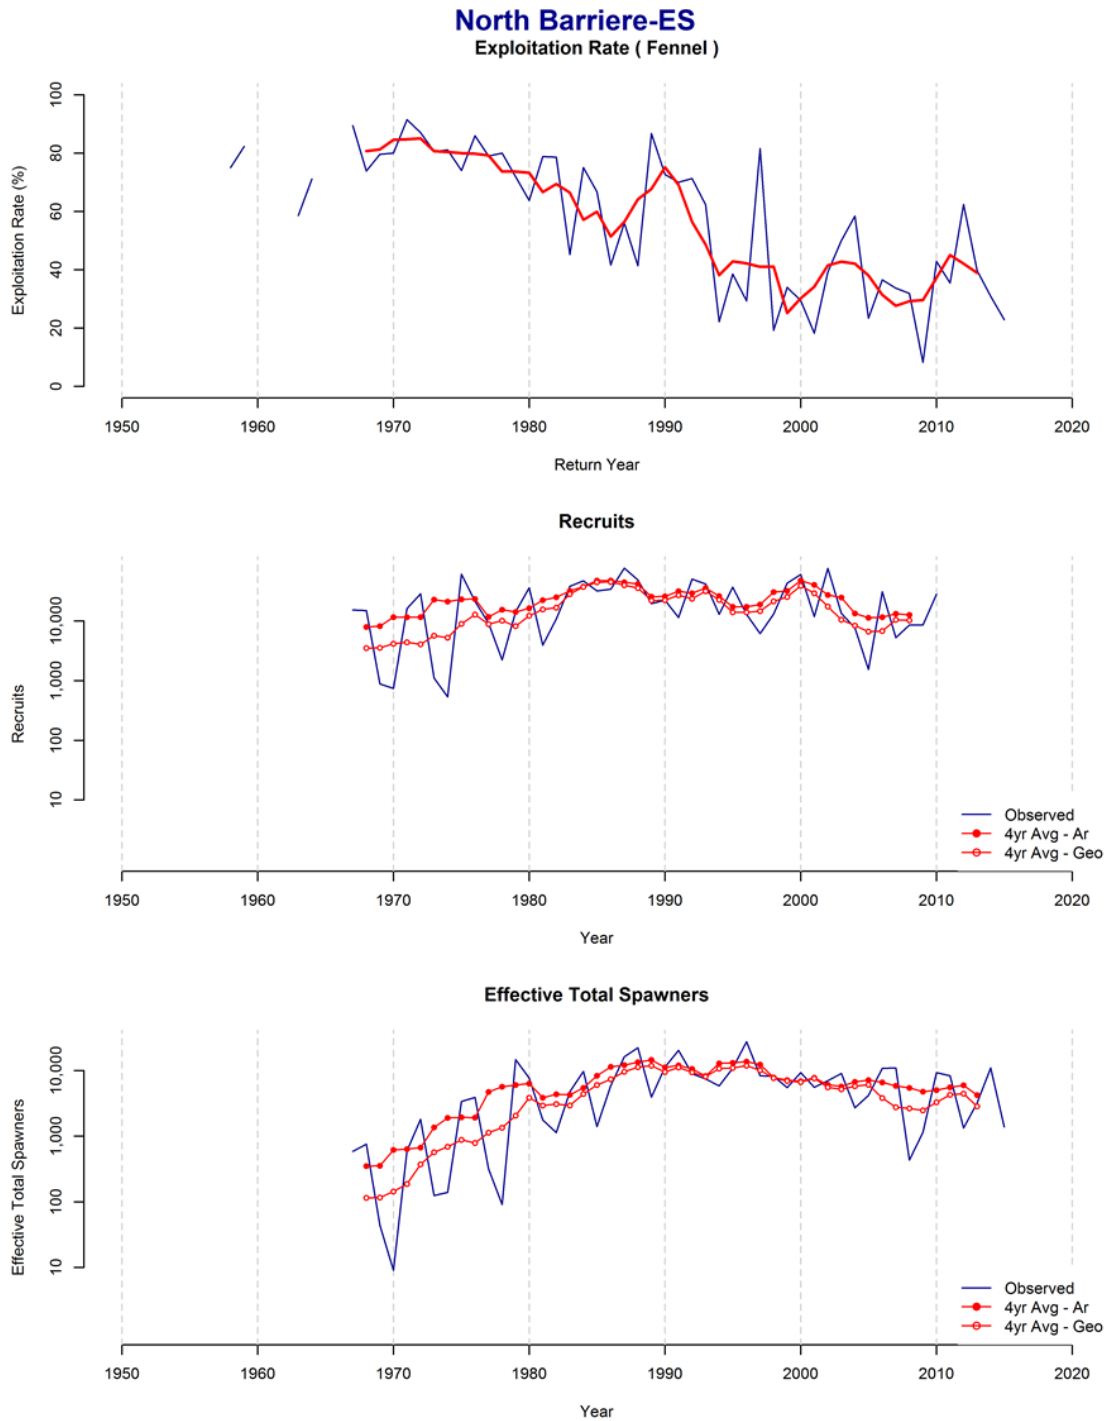 North Barriere-ES
Exploitation Rate ( Fennel )
Exploitation Rate (%)
100
80
60
40
20
0
1950 1960 1970 1980 1990 2000 2010 2020
Return Year
Recruits
Recruits
10,000
1,000
100
10
Observed
4yr Avg - Ar
4yr Avg - Geo
1950 1960 1970 1980 1990 2000 2010 2020
Year
Effective Total Spawners
Effective Total Spawners
10,000
1,000
100
10
Observed
4yr Avg - Ar
4yr Avg - Geo
1950 1960 1970 1980 1990 2000 2010 2020
Year